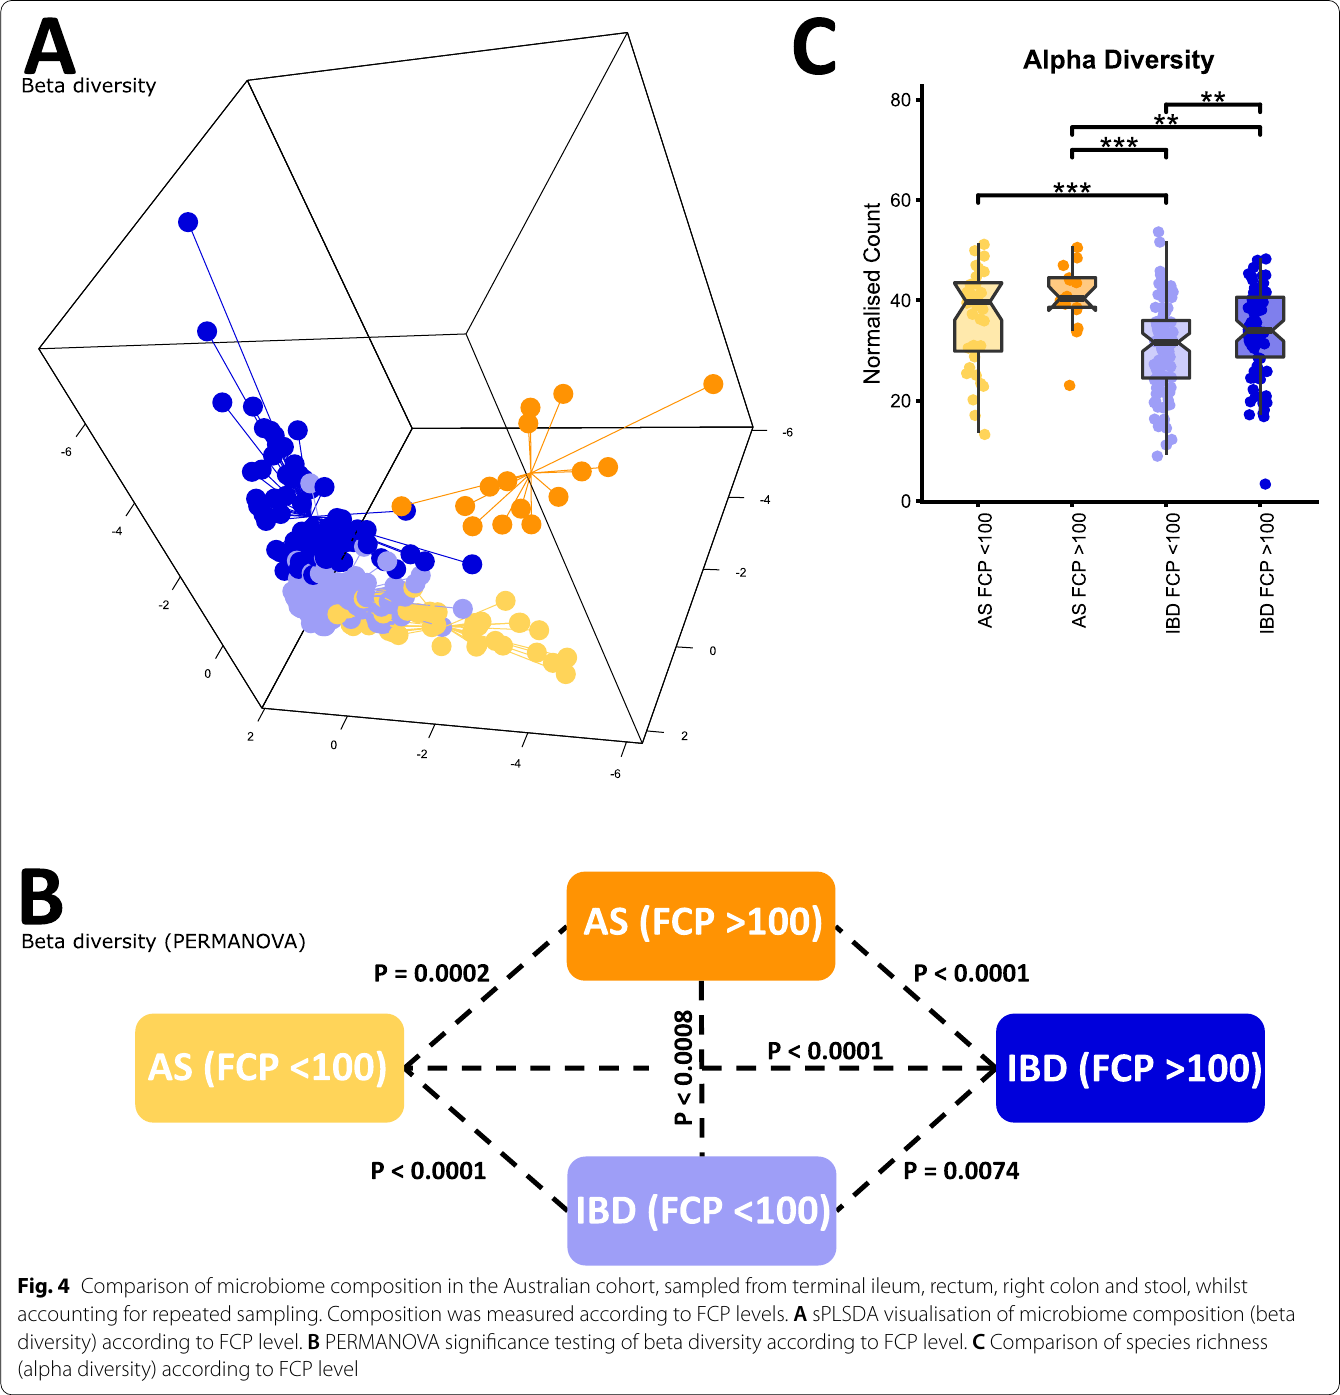 A
Beta diversity
-6
-4
-2
0
2
0
-2
-4
-6
-6
-4
-2
0
2
C
Alpha Diversity
Normalised Count
80
60
40
20
0
**
**
***
***
AS FCP <100
AS FCP >100
IBD FCP <100
IBD FCP >100
B
Beta diversity (PERMANOVA)
AS (FCP >100)
P = 0.0002
P < 0.0001
AS (FCP <100)
P < 0.0008
P < 0.0001
IBD (FCP >100)
P < 0.0001
P = 0.0074
IBD (FCP <100)
Fig. 4 Comparison of microbiome composition in the Australian cohort, sampled from terminal ileum, rectum, right colon and stool, whilst
accounting for repeated sampling. Composition was measured according to FCP levels. A sPLSDA visualisation of microbiome composition (beta
diversity) according to FCP level. B PERMANOVA significance testing of beta diversity according to FCP level. C Comparison of species richness
(alpha diversity) according to FCP level